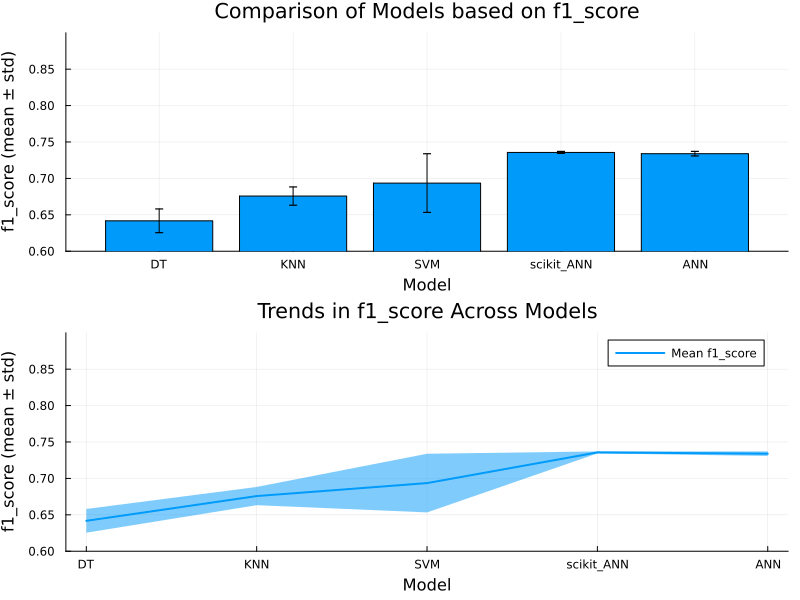 Comparison of Models based on f1_score
f1_score (mean ± std)
0.85
0.80
0.75
0.70
0.65
0.60
DT KNN SVM scikit_ANN ANN
Model
Trends in f1_score Across Models
f1_score (mean ± std)
Mean f1_score
0.85
0.80
0.75
0.70
0.65
0.60
DT KNN SVM scikit_ANN ANN
Model